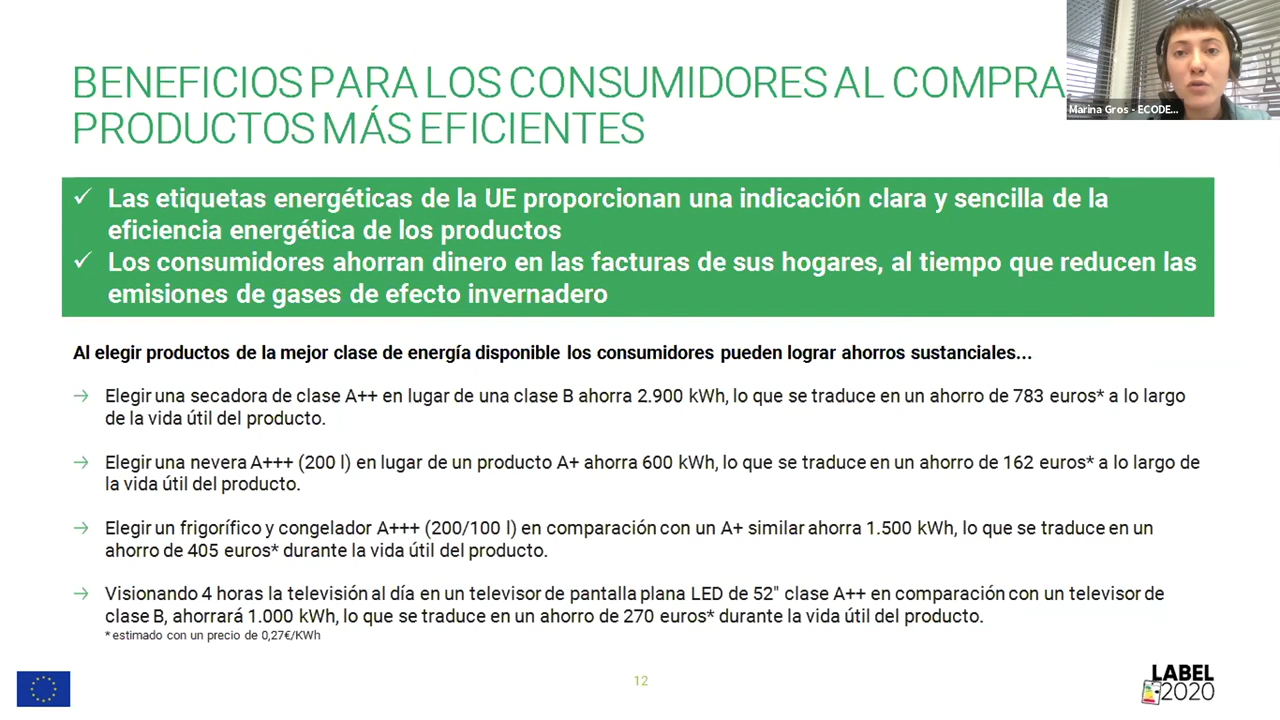 BENEFICIOS PARA LOS CONSUMIDORES AL COMPRA
PRODUCTOS MÁS EFICIENTES
Marina Gros - ECODE...
✓ Las etiquetas energéticas de la UE proporcionan una indicación clara y sencilla de la
eficiencia energética de los productos
✓ Los consumidores ahorran dinero en las facturas de sus hogares, al tiempo que reducen las
emisiones de gases de efecto invernadero
Al elegir productos de la mejor clase de energía disponible los consumidores pueden lograr ahorros sustanciales...
→ Elegir una secadora de clase A++ en lugar de una clase B ahorra 2.900 kWh, lo que se traduce en un ahorro de 783 euros* a lo largo
de la vida útil del producto.
→ Elegir una nevera A+++ (200 l) en lugar de un producto A+ ahorra 600 kWh, lo que se traduce en un ahorro de 162 euros* a lo largo de
la vida útil del producto.
→ Elegir un frigorífico y congelador A+++ (200/100 l) en comparación con un A+ similar ahorra 1.500 kWh, lo que se traduce en un
ahorro de 405 euros* durante la vida útil del producto.
→ Visionando 4 horas la televisión al día en un televisor de pantalla plana LED de 52" clase A++ en comparación con un televisor de
clase B, ahorrará 1.000 kWh, lo que se traduce en un ahorro de 270 euros* durante la vida útil del producto.
* estimado con un precio de 0,27€/KWh
12
LABEL
2020